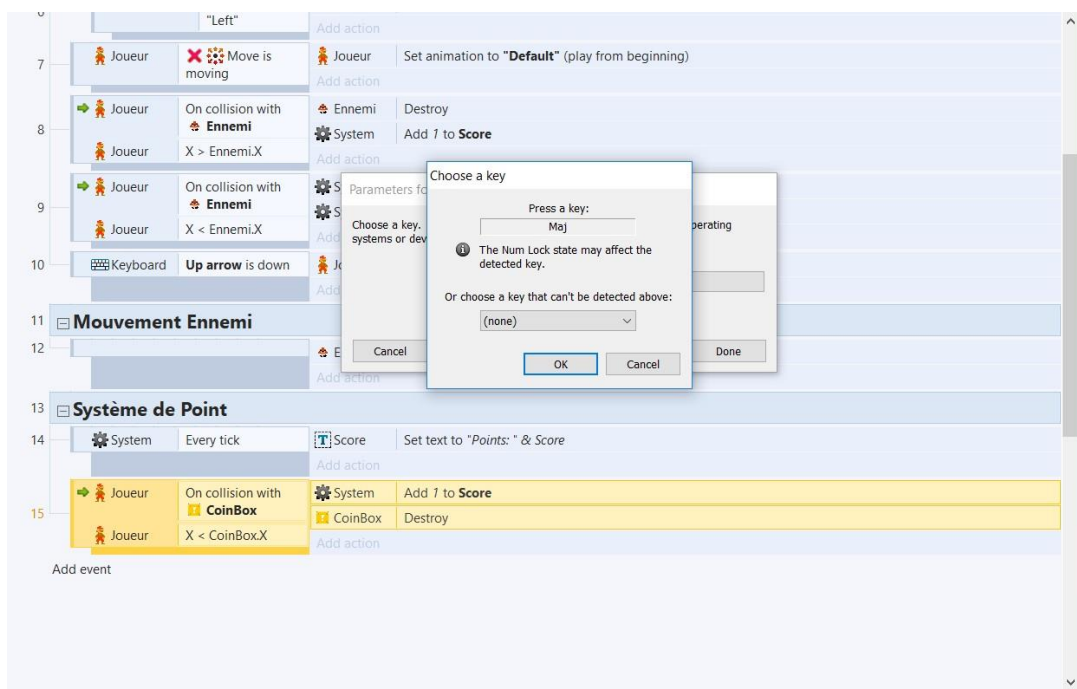 "Left"
Add action
7
Joueur Move is moving
Joueur Set animation to "Default" (play from beginning)
Add action
8
Joueur On collision with Ennemi
Ennemi Destroy
System Add 1 to Score
Joueur X > Ennemi.X
Add action
9
Joueur On collision with Ennemi
Joueur X < Ennemi.X
S
S
Add
10
Keyboard Up arrow is down
Add
Parameters fo
Choose a key.
systems or dev
perating
Cancel
Done
Choose a key
Press a key:
Maj
The Num Lock state may affect the
detected key.
Or choose a key that can't be detected above:
(none)
OK Cancel
11 Mouvement Ennemi
12
E
Add action
13 Système de Point
14 System Every tick
Score Set text to "Points: " & Score
Add action
15
Joueur On collision with CoinBox
System Add 1 to Score
CoinBox Destroy
Joueur X < CoinBox.X
Add action
Add event